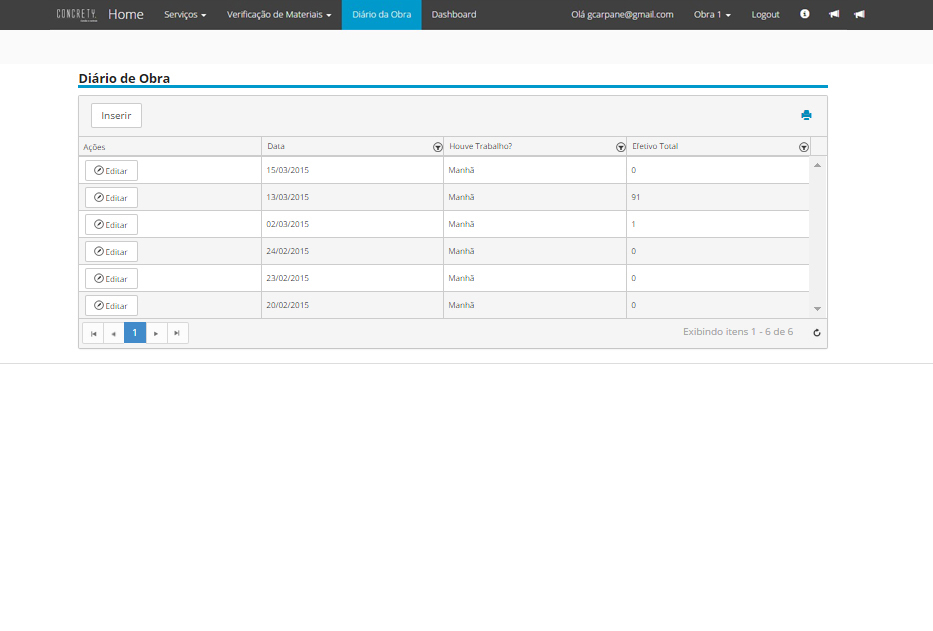 CONCRETY Home Serviços Verificação de Materiais Diário da Obra Dashboard Olá gcarpane@gmail.com Obra 1 Logout
Diário de Obra
Inserir
Ações Data Houve Trabalho? Efetivo Total
Editar 15/03/2015 Manhã 0
Editar 13/03/2015 Manhã 91
Editar 02/03/2015 Manhã 1
Editar 24/02/2015 Manhã 0
Editar 23/02/2015 Manhã 0
Editar 20/02/2015 Manhã 0
1 Exibindo itens 1 - 6 de 6